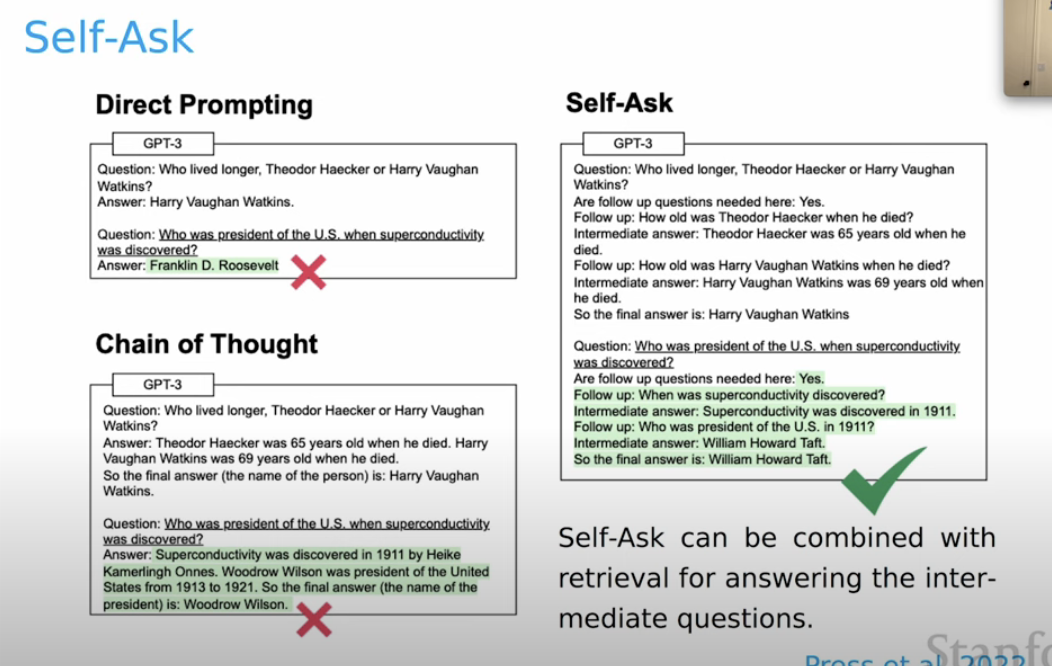 Self-Ask
Direct Prompting
GPT-3
Question: Who lived longer, Theodor Haecker or Harry Vaughan
Watkins?
Answer: Harry Vaughan Watkins.
Question: Who was president of the U.S. when superconductivity
was discovered?
Answer: Franklin D. Roosevelt
Chain of Thought
GPT-3
Question: Who lived longer, Theodor Haecker or Harry Vaughan
Watkins?
Answer: Theodor Haecker was 65 years old when he died. Harry
Vaughan Watkins was 69 years old when he died.
So the final answer (the name of the person) is: Harry Vaughan
Watkins.
Question: Who was president of the U.S. when superconductivity
was discovered?
Answer: Superconductivity was discovered in 1911 by Heike
Kamerlingh Onnes. Woodrow Wilson was president of the United
States from 1913 to 1921. So the final answer (the name of the
president) is: Woodrow Wilson.
Self-Ask
GPT-3
Question: Who lived longer, Theodor Haecker or Harry Vaughan
Watkins?
Are follow up questions needed here: Yes.
Follow up: How old was Theodor Haecker when he died?
Intermediate answer: Theodor Haecker was 65 years old when he
died.
Follow up: How old was Harry Vaughan Watkins when he died?
Intermediate answer: Harry Vaughan Watkins was 69 years old when
he died.
So the final answer is: Harry Vaughan Watkins
Question: Who was president of the U.S. when superconductivity
was discovered?
Are follow up questions needed here: Yes.
Follow up: When was superconductivity discovered?
Intermediate answer: Superconductivity was discovered in 1911.
Follow up: Who was president of the U.S. in 1911?
Intermediate answer: William Howard Taft.
So the final answer is: William Howard Taft.
Self-Ask can be combined with
retrieval for answering the inter-
mediate questions.
Stanfo
Press et al. 2022